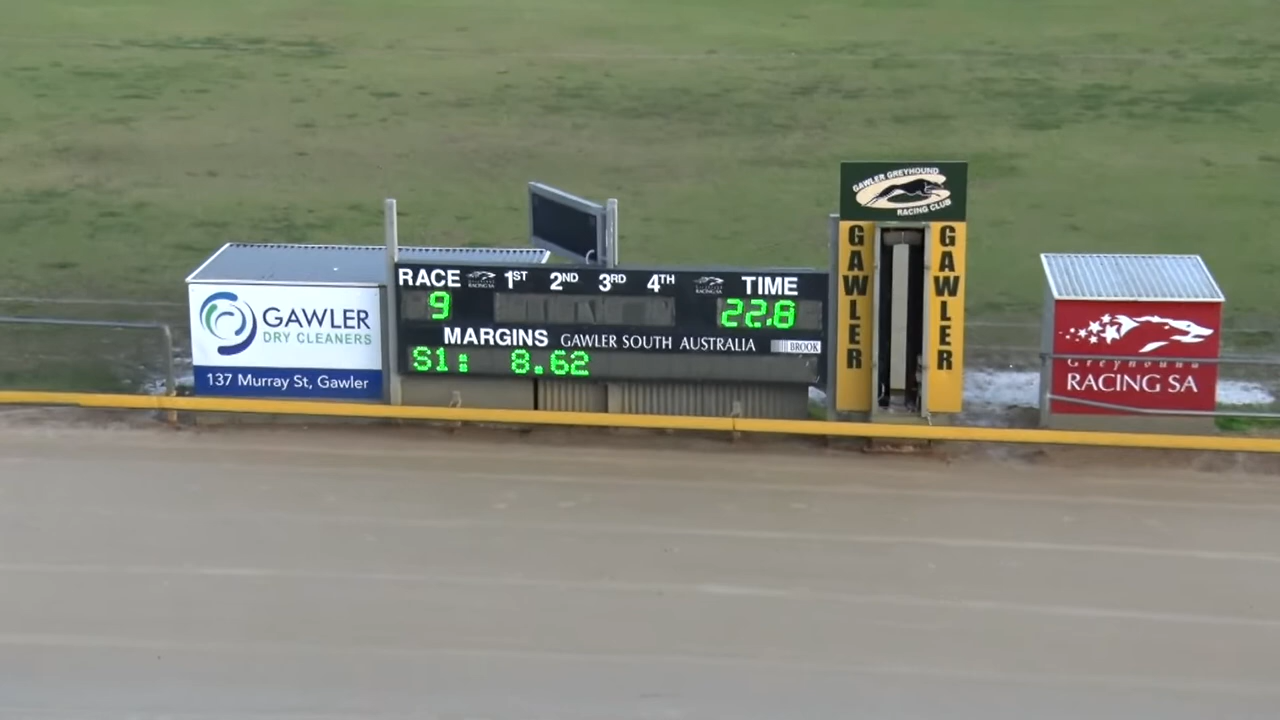 GAWLER GREYHOUND
RACING CLUB
GAWLER
GAWLER
RACE 1ST 2ND 3RD 4TH TIME
9 22.8
MARGINS GAWLER SOUTH AUSTRALIA BROOK
S1: 8.62
GAWLER
DRY CLEANERS
137 Murray St, Gawler
Greyhound
RACING SA